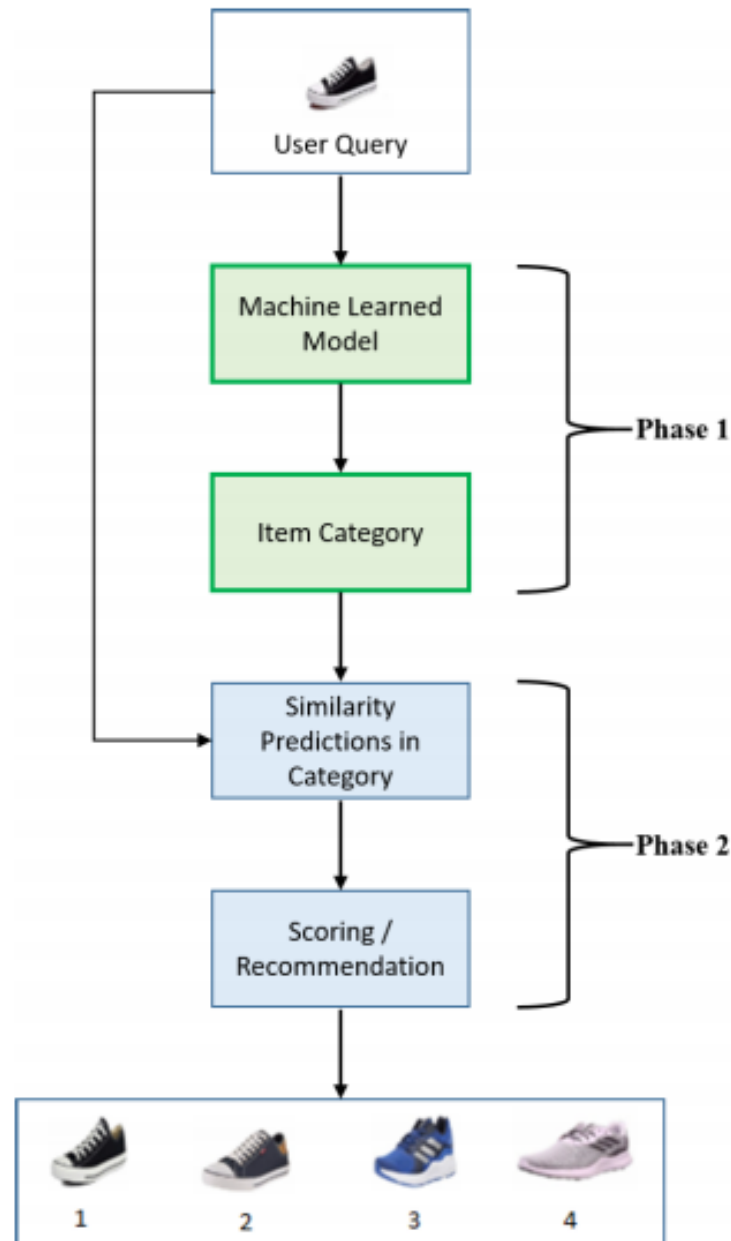 User Query
Machine Learned
Model
Phase 1
Item Category
Similarity
Predictions in
Category
Phase 2
Scoring /
Recommendation
1 2 3 4